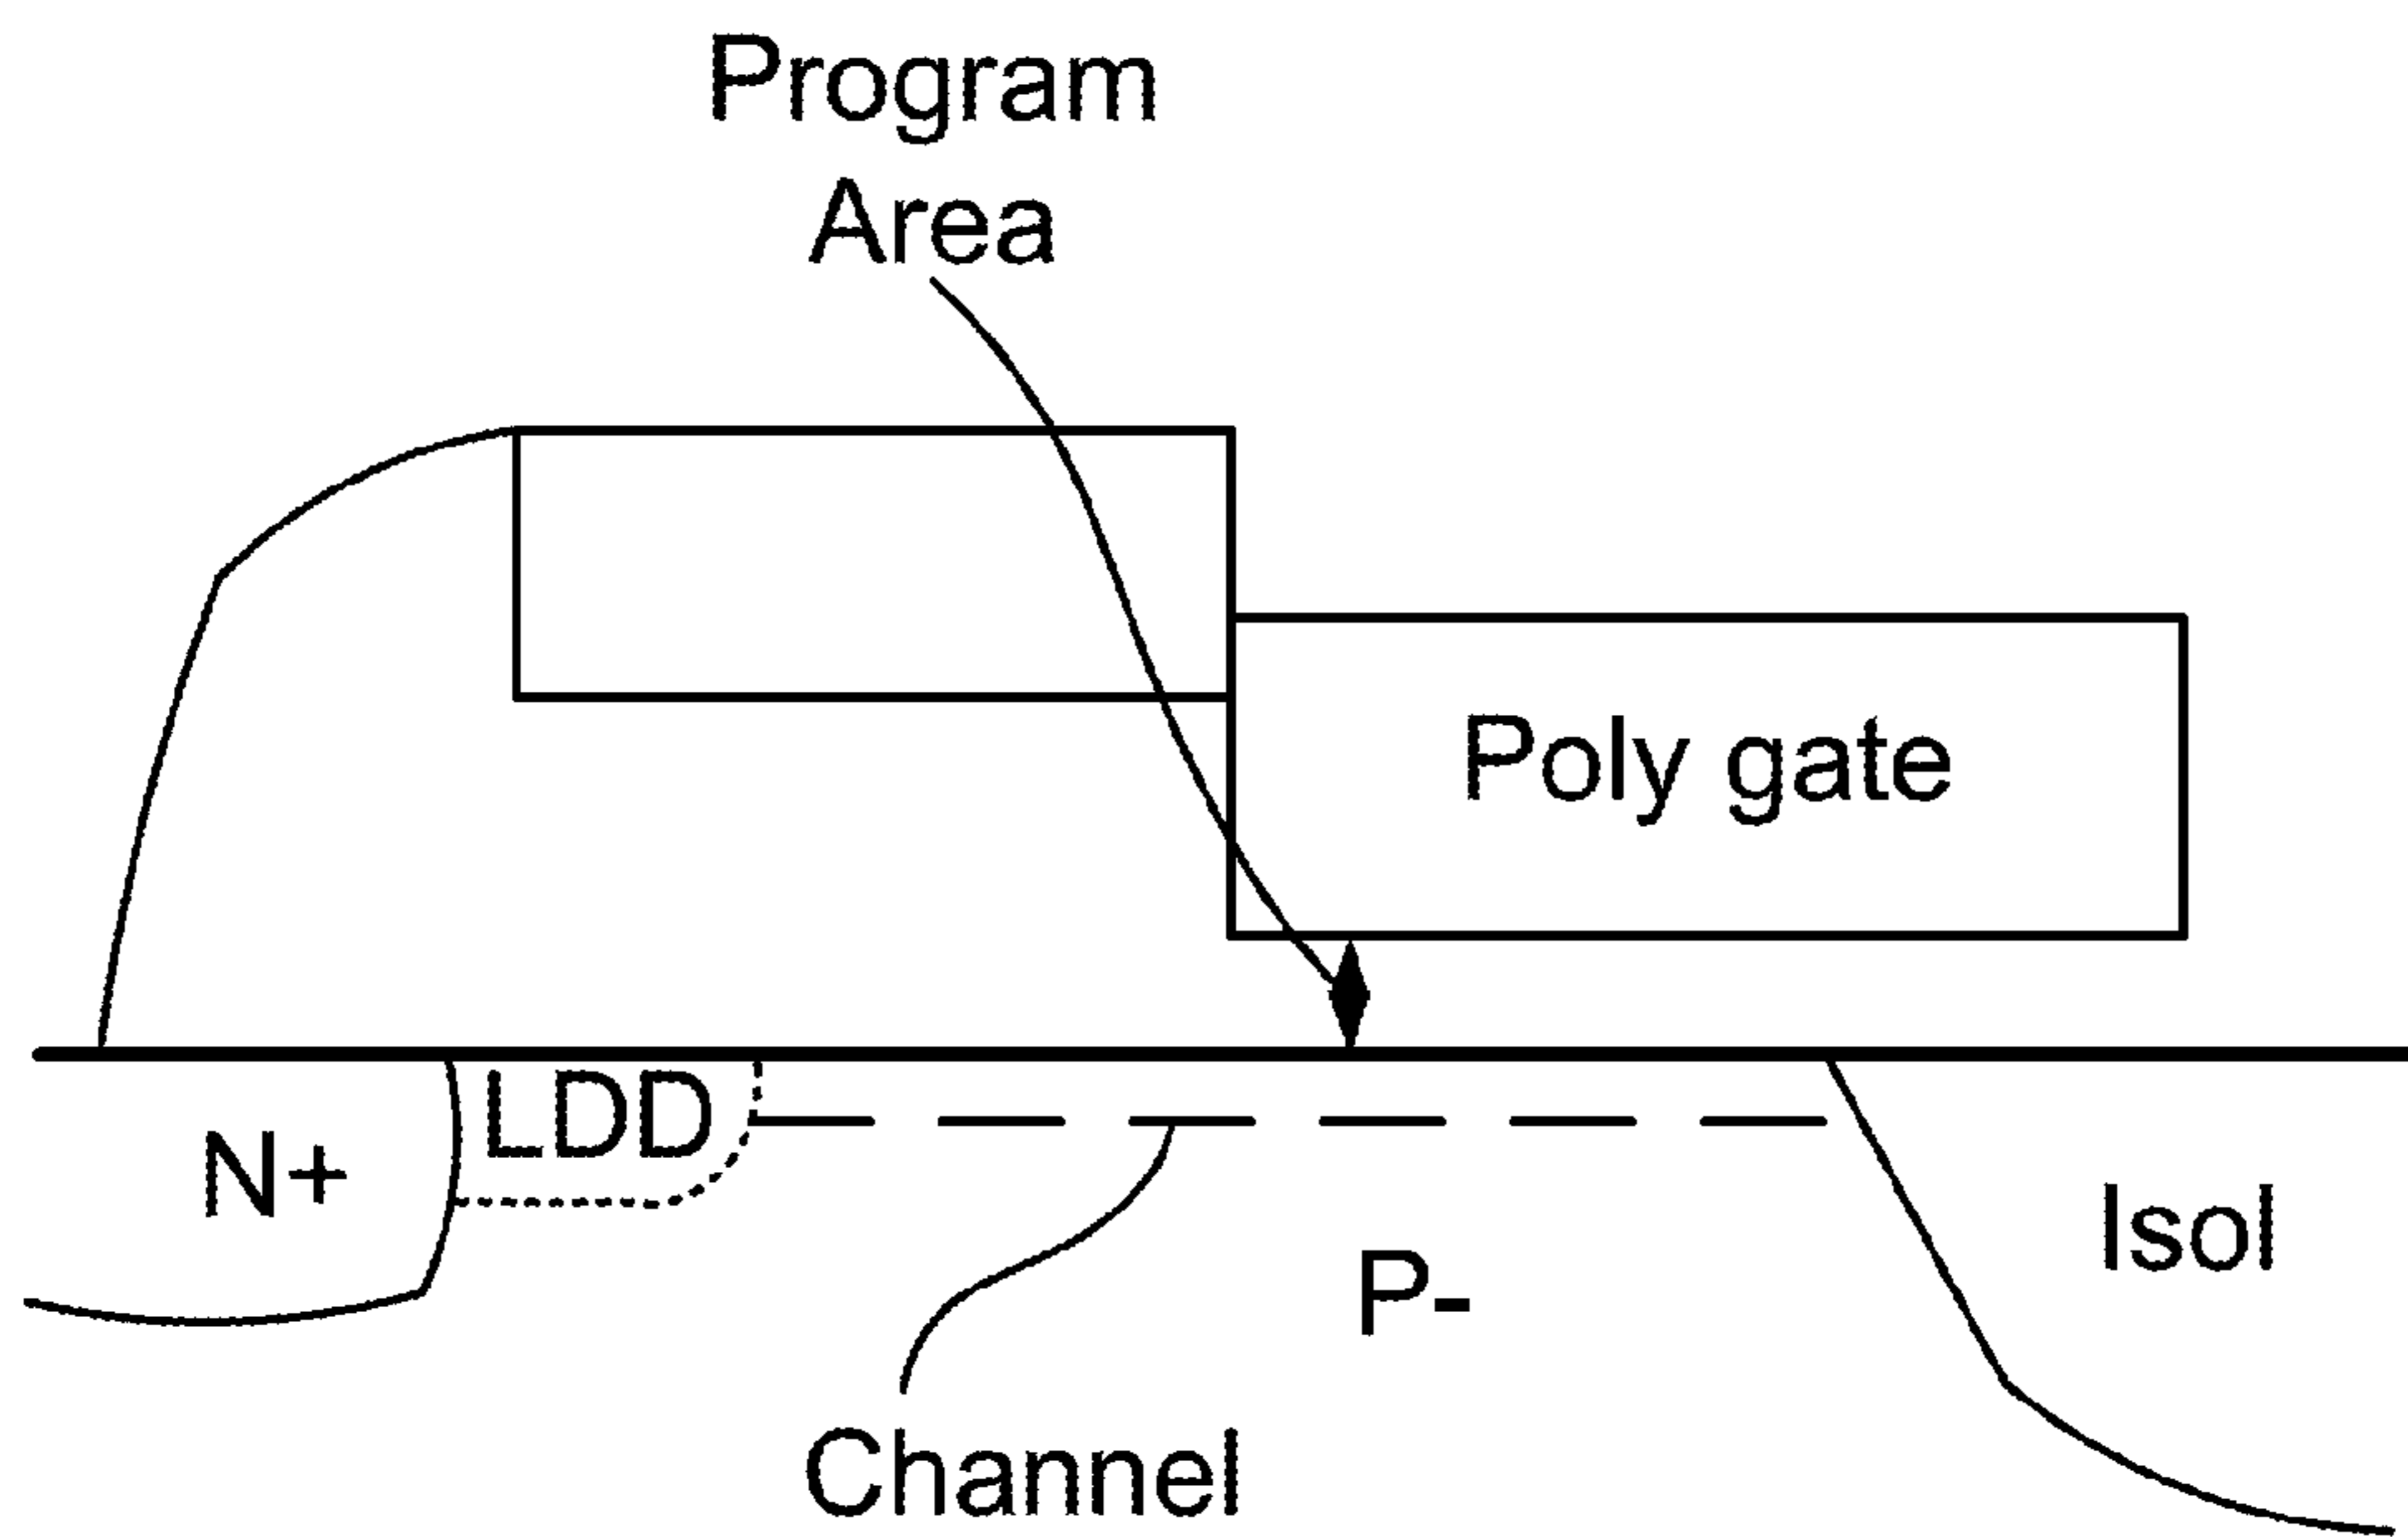 Program
Area
Poly gate
LDD
N+
Isol
P-
Channel